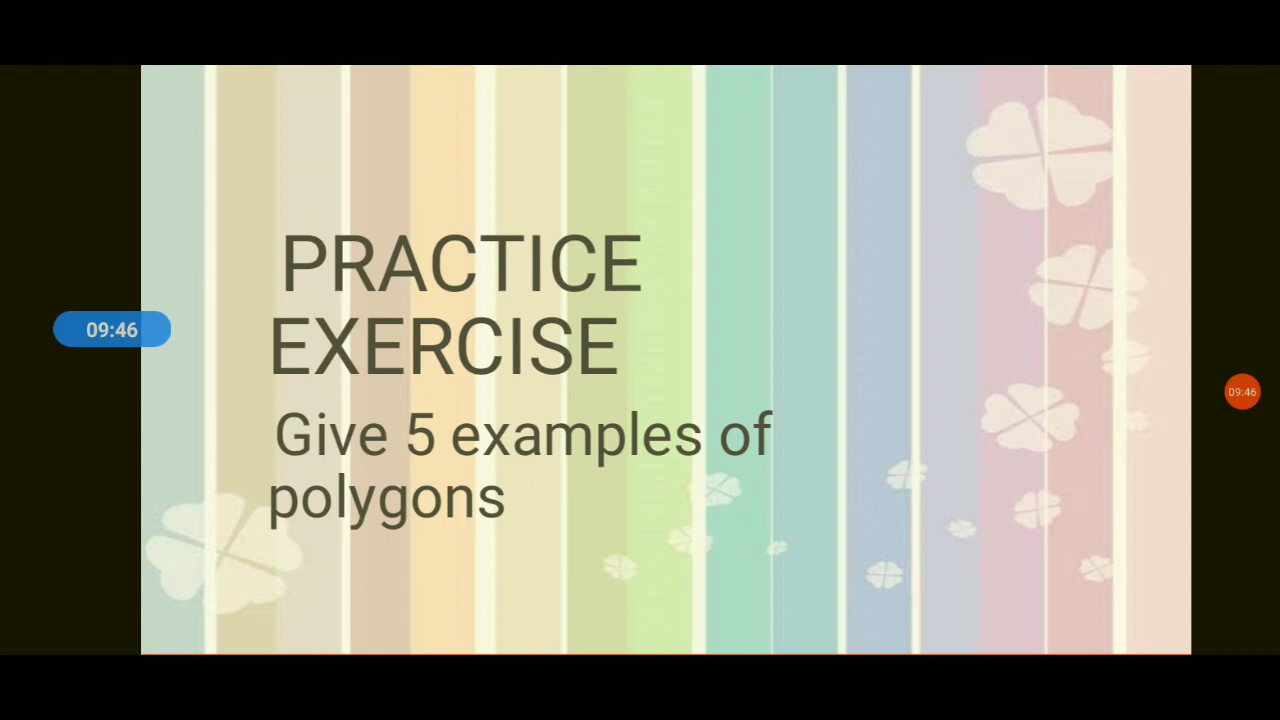 PRACTICE
EXERCISE
Give 5 examples of
polygons
09:46
09:46